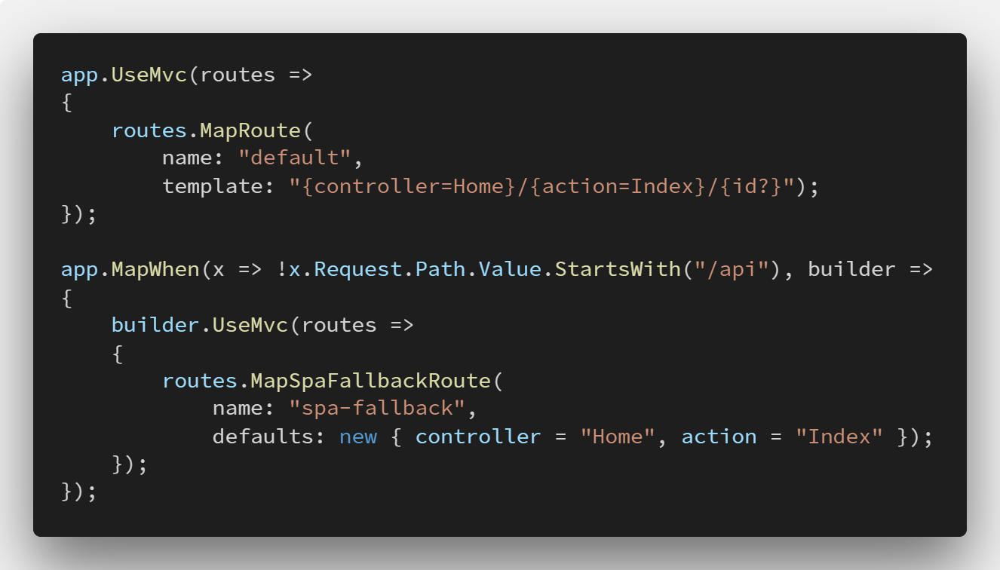 app.UseMvc(routes =>
{
    routes.MapRoute(
        name: "default",
        template: "{controller=Home}/{action=Index}/{id?}");
});

app.MapWhen(x => !x.Request.Path.Value.StartsWith("/api"), builder =>
{
    builder.UseMvc(routes =>
    {
        routes.MapSpaFallbackRoute(
            name: "spa-fallback",
            defaults: new { controller = "Home", action = "Index" });
    });
});